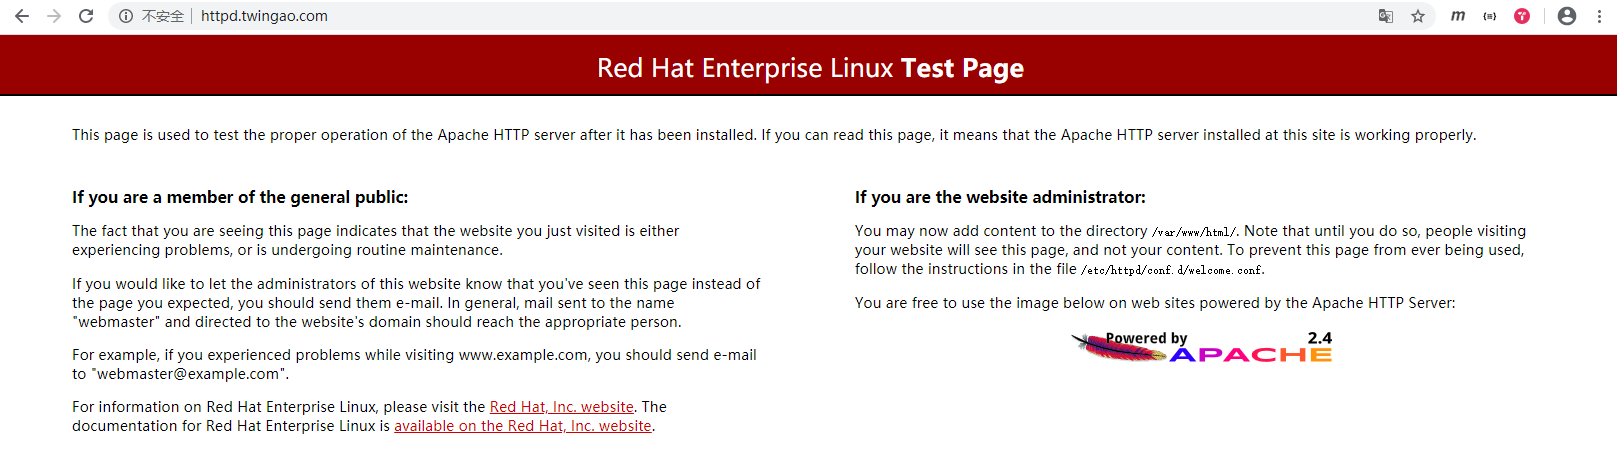 不安全 | httpd.twingao.com
Red Hat Enterprise Linux Test Page
This page is used to test the proper operation of the Apache HTTP server after it has been installed. If you can read this page, it means that the Apache HTTP server installed at this site is working properly.
If you are a member of the general public:
The fact that you are seeing this page indicates that the website you just visited is either
experiencing problems, or is undergoing routine maintenance.
If you would like to let the administrators of this website know that you've seen this page instead of
the page you expected, you should send them e-mail. In general, mail sent to the name
"webmaster" and directed to the website's domain should reach the appropriate person.
For example, if you experienced problems while visiting www.example.com, you should send e-mail
to "webmaster@example.com".
For information on Red Hat Enterprise Linux, please visit the Red Hat, Inc. website. The
documentation for Red Hat Enterprise Linux is available on the Red Hat, Inc. website.
If you are the website administrator:
You may now add content to the directory /var/www/html/. Note that until you do so, people visiting
your website will see this page, and not your content. To prevent this page from ever being used,
follow the instructions in the file /etc/httpd/conf.d/welcome.conf.
You are free to use the image below on web sites powered by the Apache HTTP Server:
Powered by 2.4
APACHE